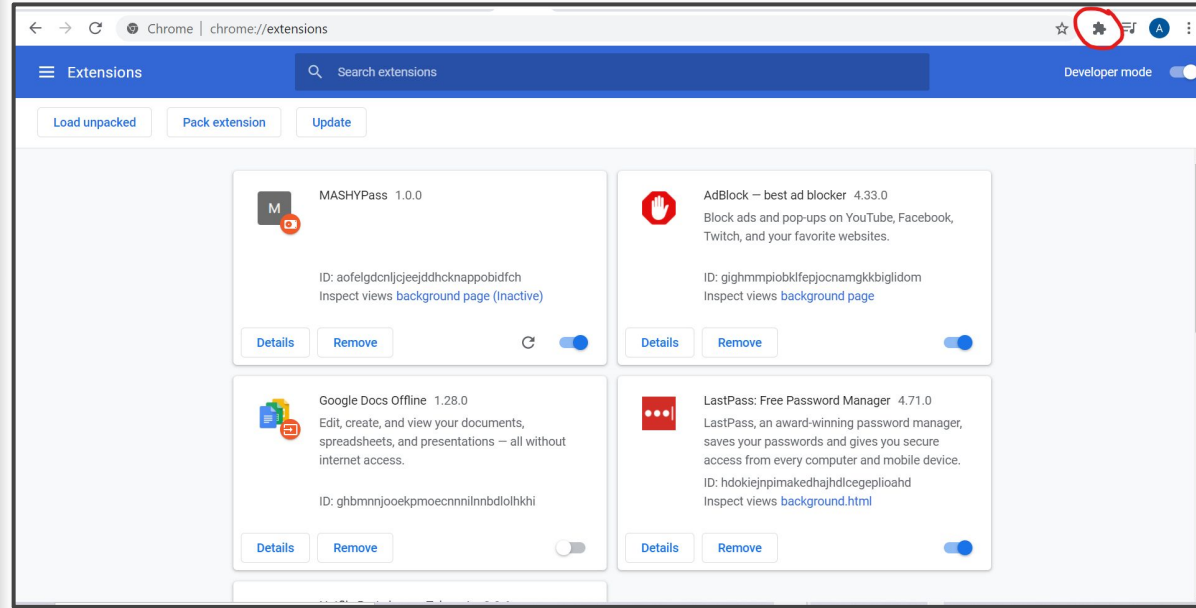 Chrome | chrome://extensions
A
Extensions
Search extensions
Developer mode
Load unpacked
Pack extension
Update
M
MASHYPass 1.0.0
ID: aofelgdcnljcjeejddhcknappobidfch
Inspect views background page (Inactive)
Details
Remove
AdBlock — best ad blocker 4.33.0
Block ads and pop-ups on YouTube, Facebook,
Twitch, and your favorite websites.
ID: gighmmpiobklfepjocnamgkkbiglidom
Inspect views background page
Details
Remove
Google Docs Offline 1.28.0
Edit, create, and view your documents,
spreadsheets, and presentations — all without
internet access.
ID: ghbmnnjooekpmoecnnnilnnbdlolhkhi
Details
Remove
LastPass: Free Password Manager 4.71.0
LastPass, an award-winning password manager,
saves your passwords and gives you secure
access from every computer and mobile device.
ID: hdokiejnpimakedhajhdlcegeplioahd
Inspect views background.html
Details
Remove